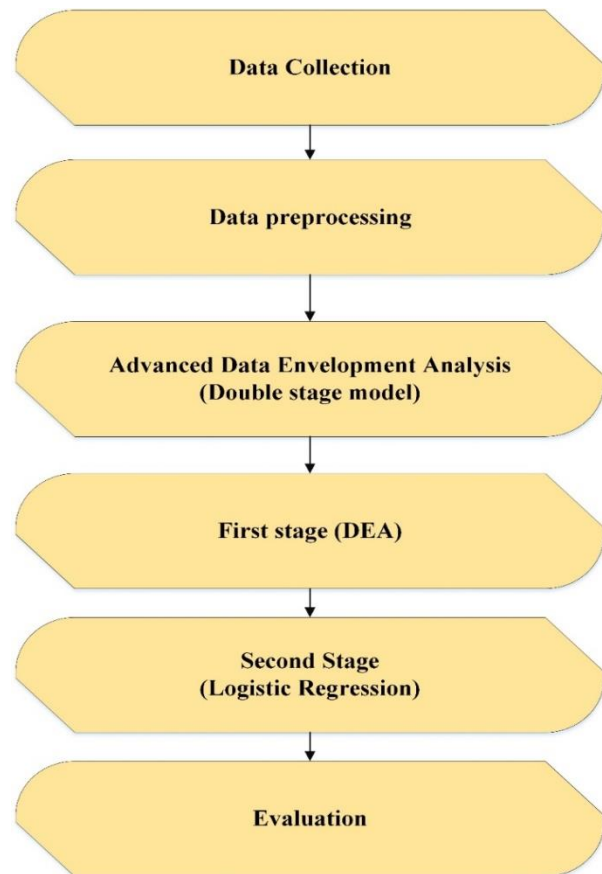 Data Collection
Data preprocessing
Advanced Data Envelopment Analysis
(Double stage model)
First stage (DEA)
Second Stage
(Logistic Regression)
Evaluation